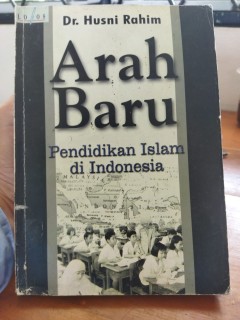 Dr. Husni Rahim
Arah
Baru
Pendidikan Islam
di Indonesia